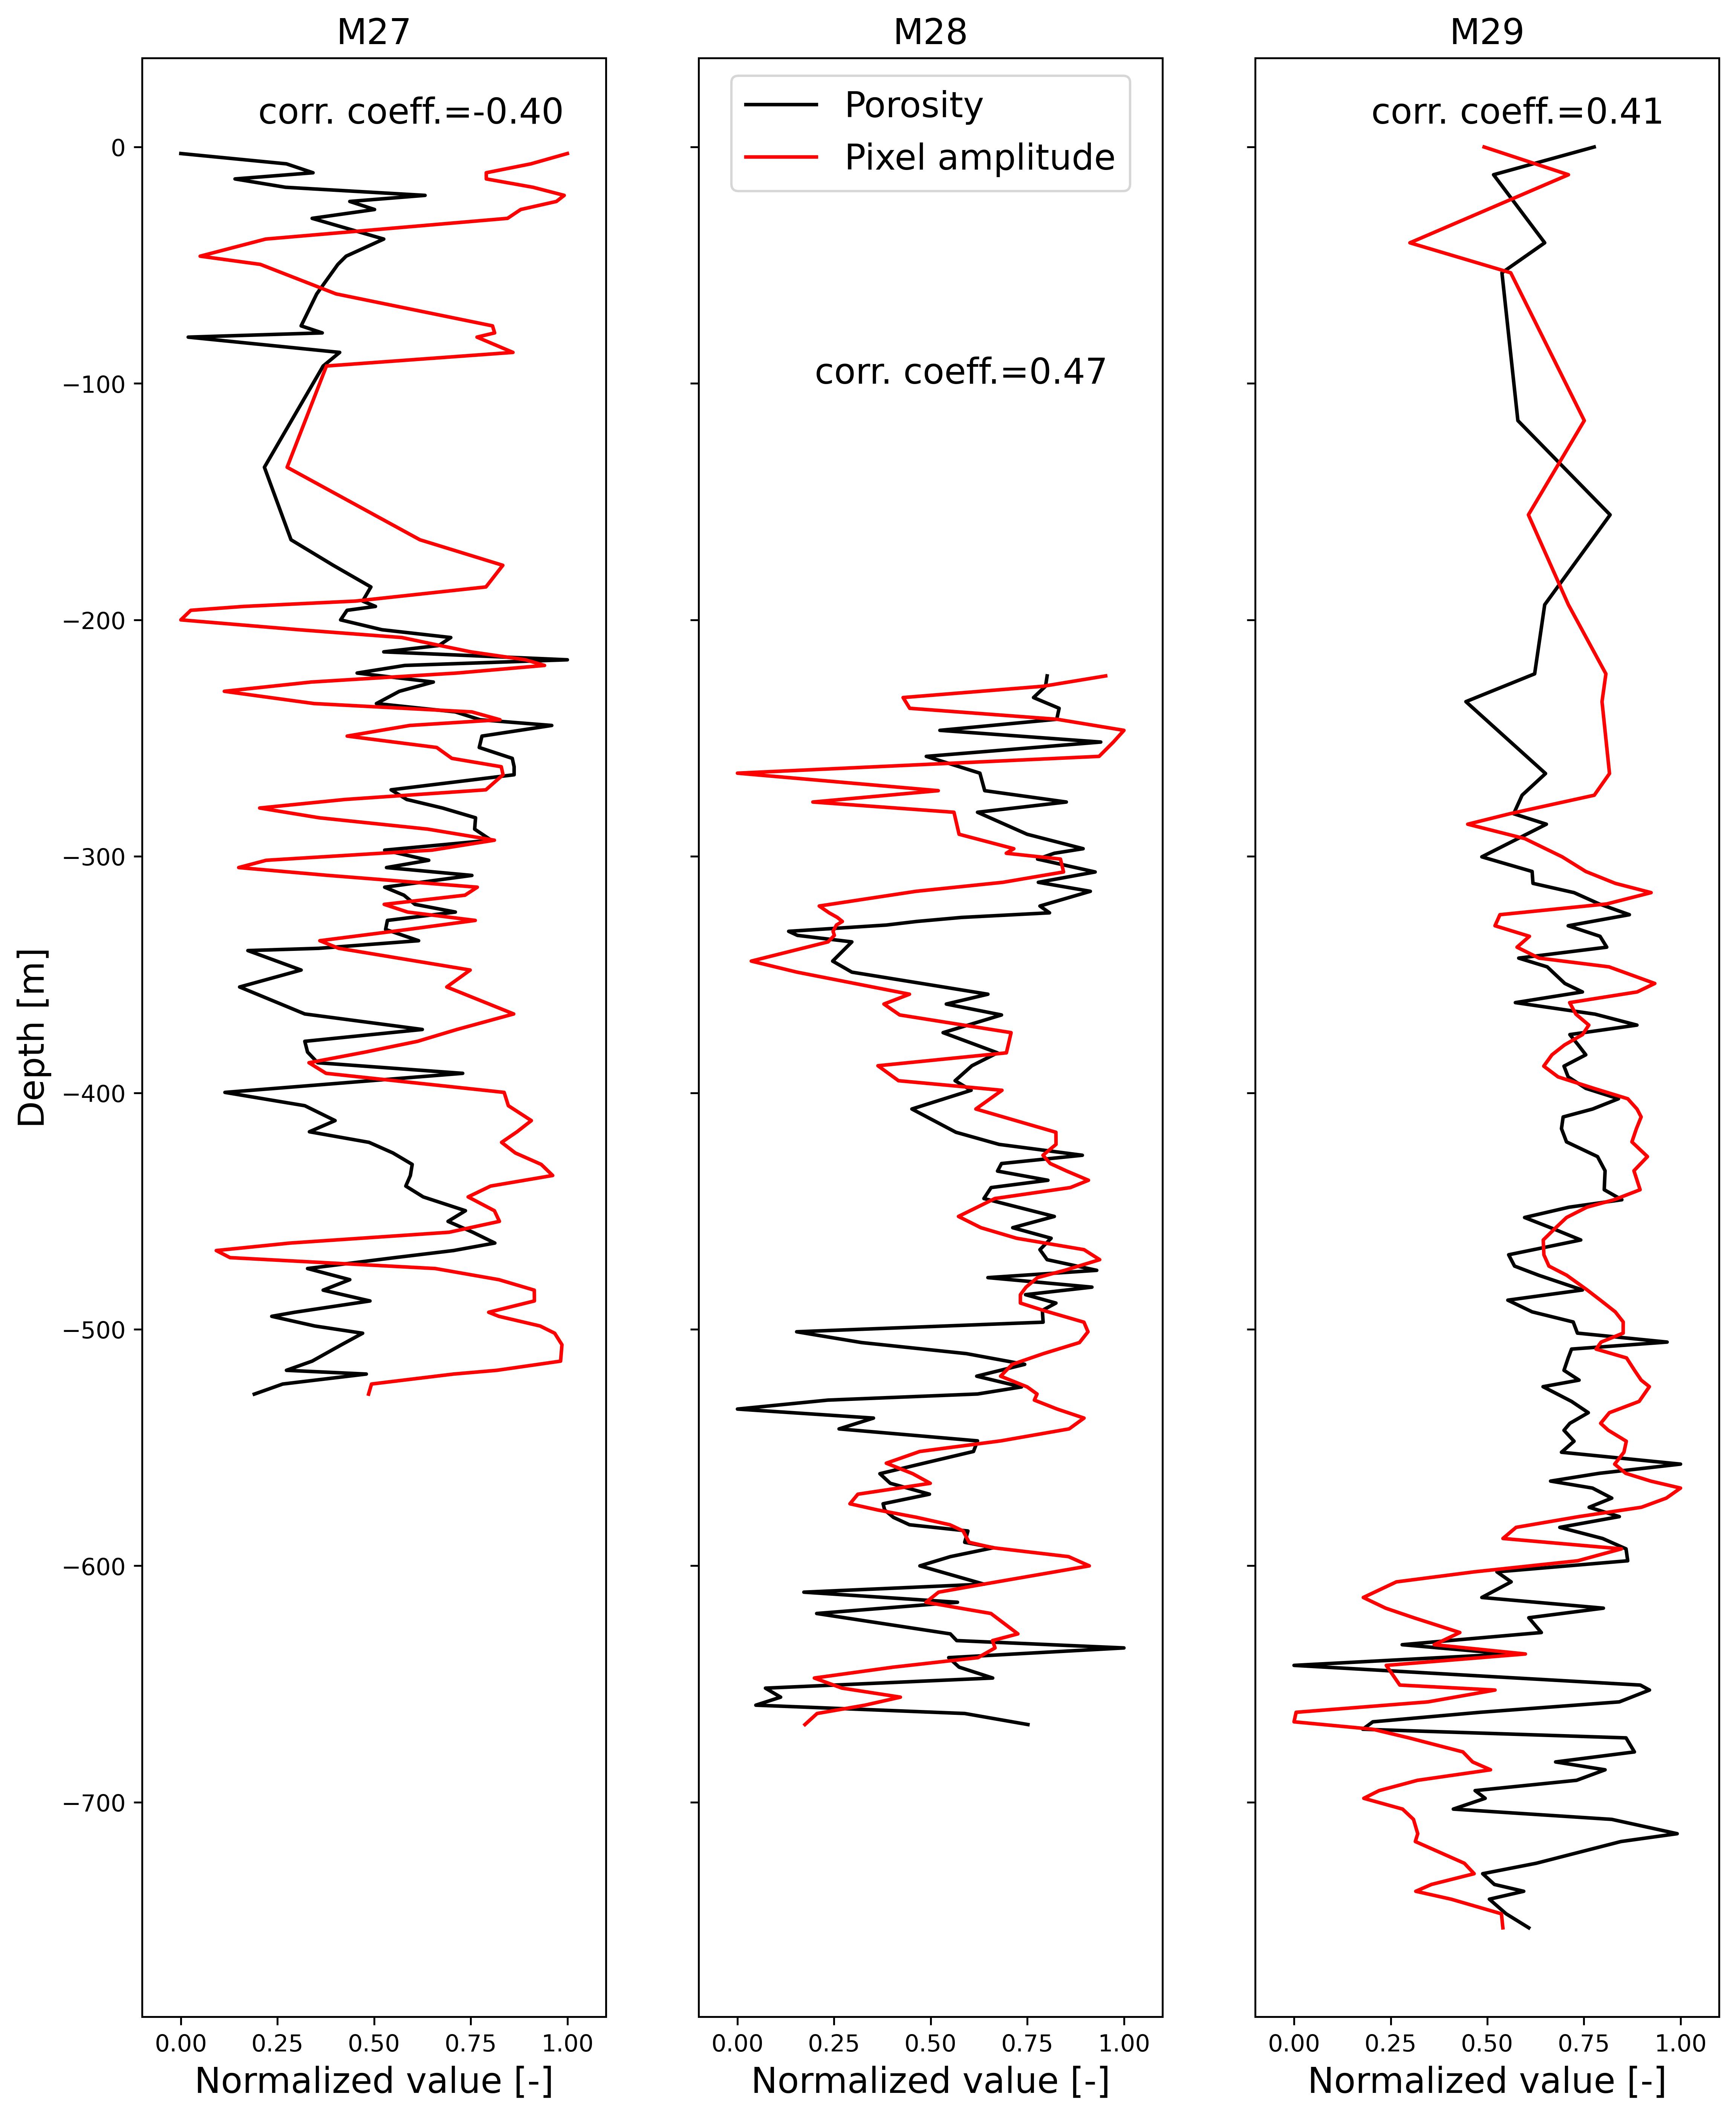 M27
M28
M29
corr. coeff.=-0.40
Porosity
Pixel amplitude
corr. coeff.=0.41
corr. coeff.=0.47
Depth [m]
0
−100
−200
−300
−400
−500
−600
−700
0.00 0.25 0.50 0.75 1.00
0.00 0.25 0.50 0.75 1.00
0.00 0.25 0.50 0.75 1.00
Normalized value [-]
Normalized value [-]
Normalized value [-]